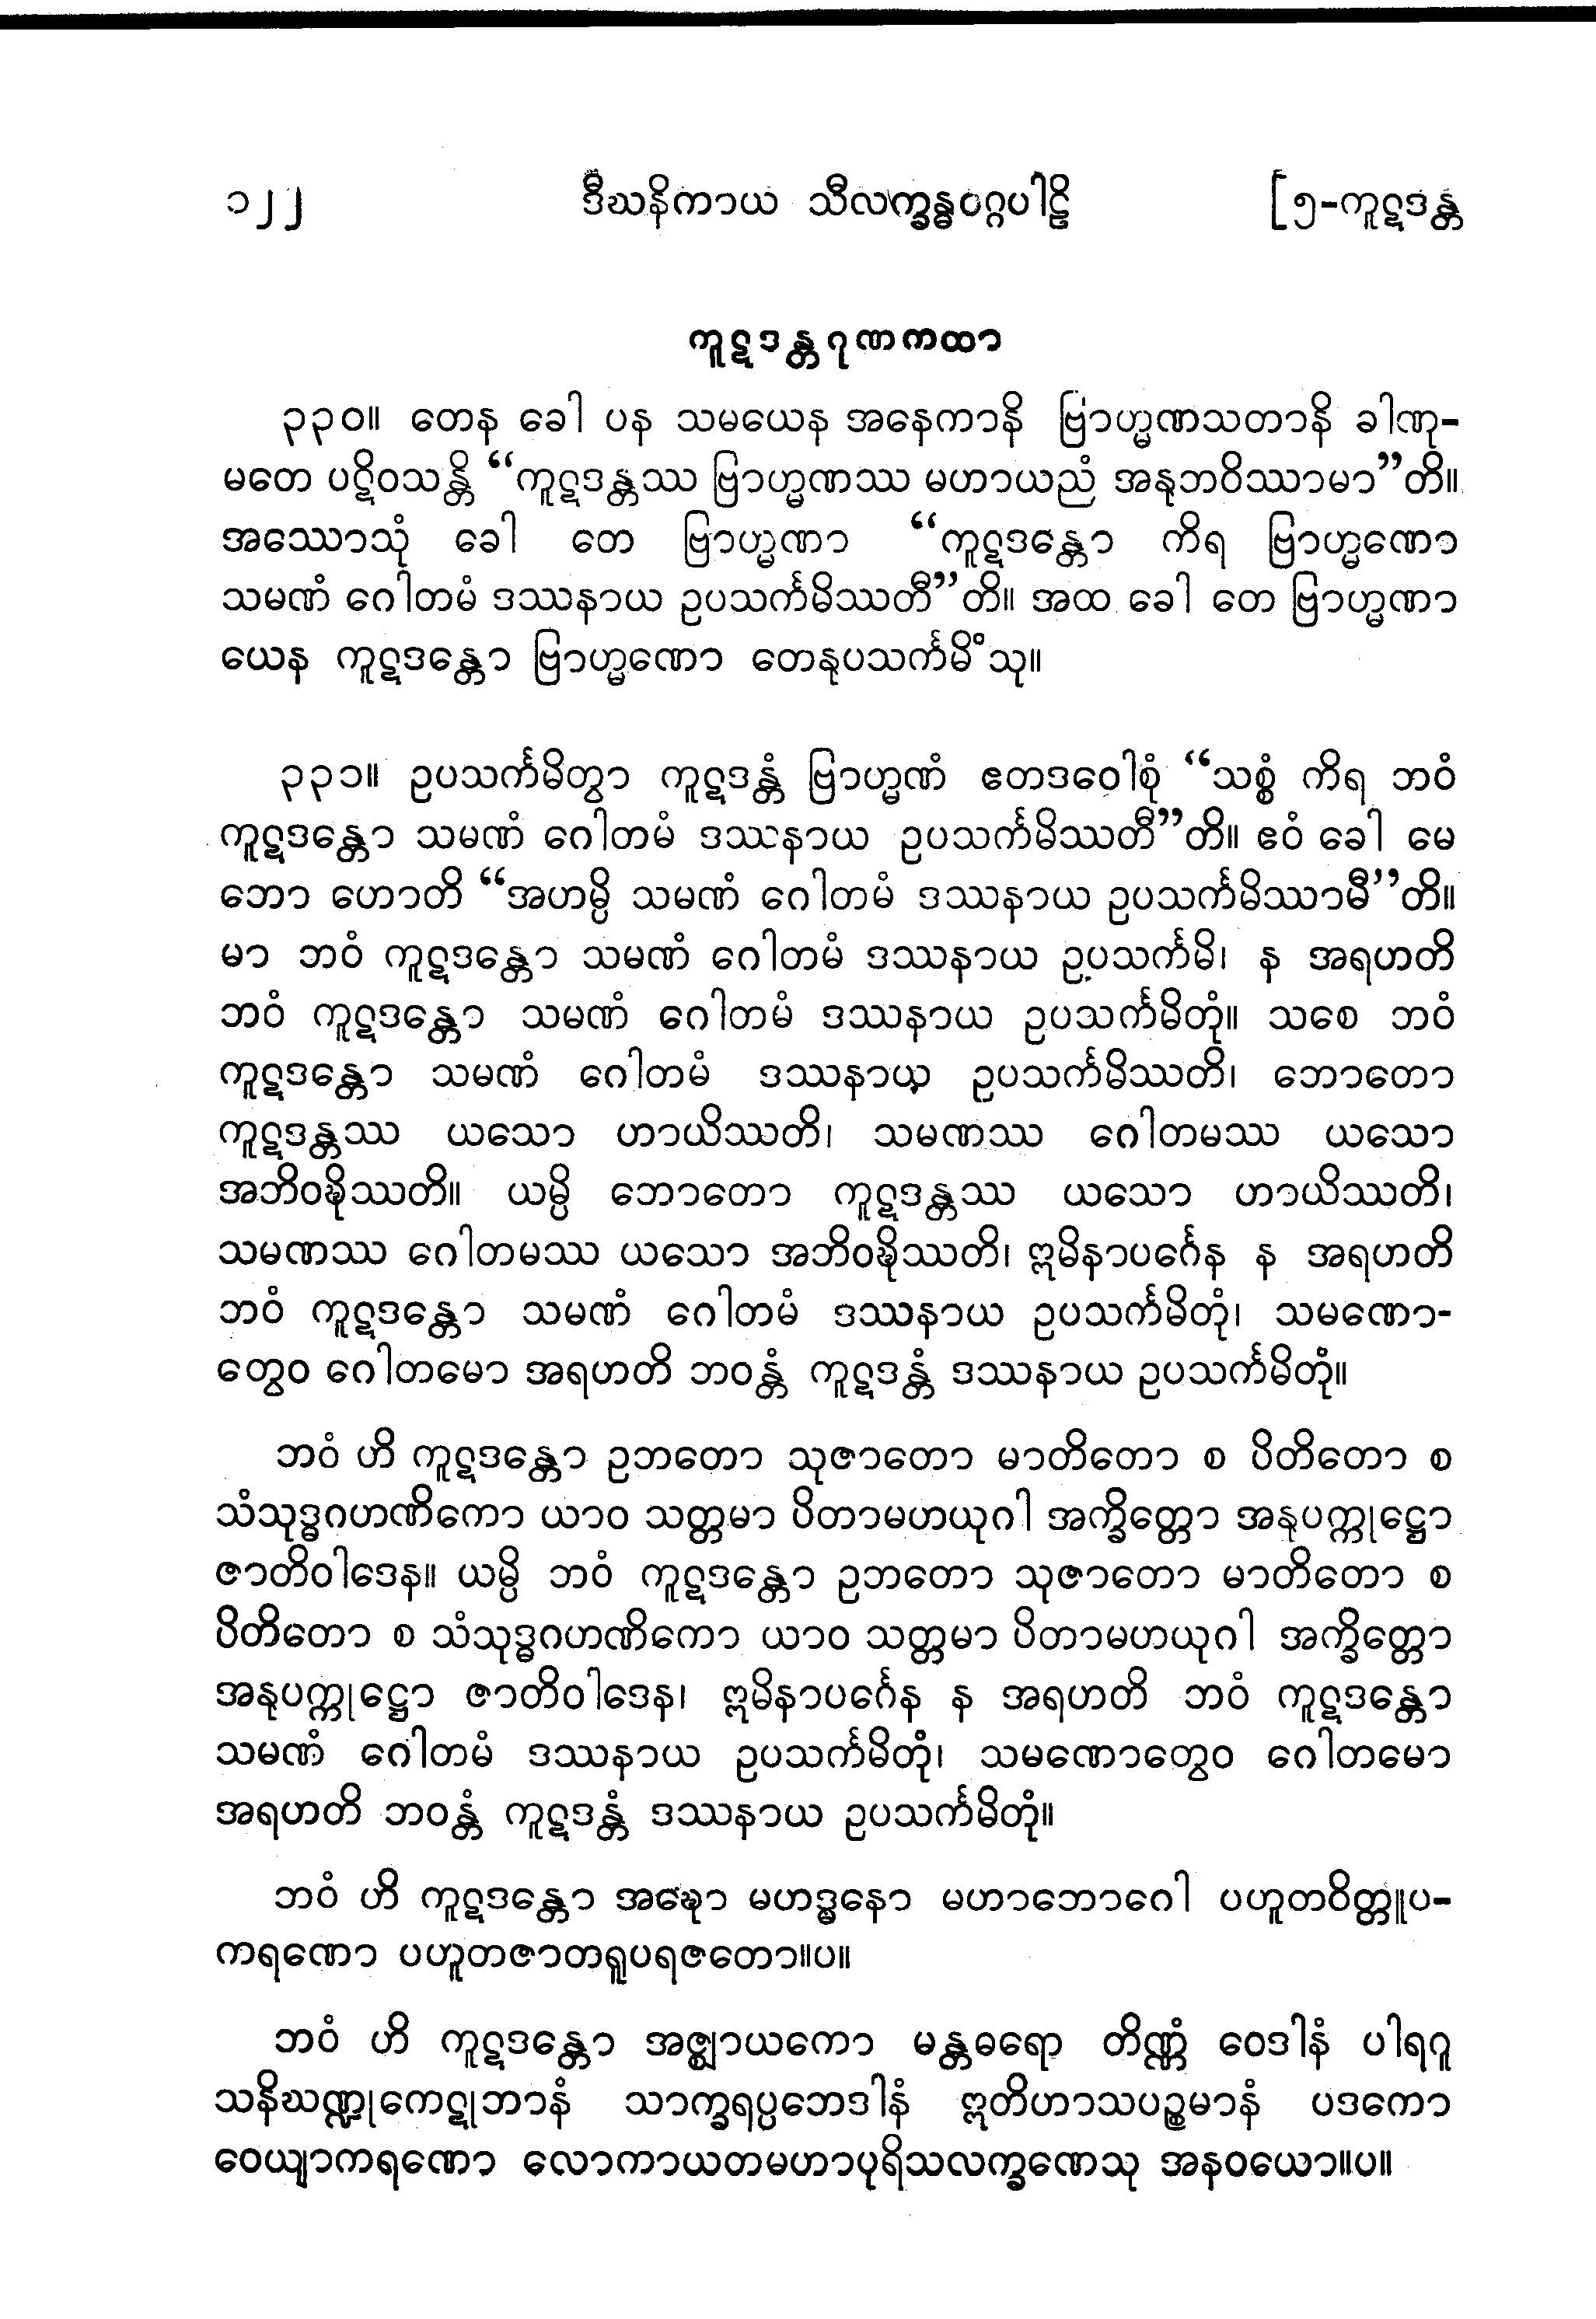 ၁၂၂ ဒီဃနိကာယ သီလက္ခန္ဓဝဂ္ဂပါဠိ [၅-ကူဋဒန္တ
ကူဋဒန္တဂုဏကထာ
၃၃၀။ တေန ခေါ ပန သမယေန အနေကာနိ ဗြာဟ္မဏသတာနိ ခါဏု-
မတေ ပဋိဝသန္တိ “ကူဋဒန္တဿ ဗြာဟ္မဏဿ မဟာယညံ အနုဘဝိဿာမာ”တိ။
အဿောသုံ ခေါ တေ ဗြာဟ္မဏာ “ကူဋဒန္တော ကိရ ဗြာဟ္မဏော
သမဏံ ဂေါတမံ ဒဿနာယ ဥပသင်္ကမိဿတီ”တိ။ အထ ခေါ တေ ဗြာဟ္မဏာ
ယေန ကူဋဒန္တော ဗြာဟ္မဏော တေနုပသင်္ကမိံသု။
၃၃၁။ ဥပသင်္ကမိတွာ ကူဋဒန္တံ ဗြာဟ္မဏံ ဧတဒဝေါစုံ “သစ္စံ ကိရ ဘဝံ
ကူဋဒန္တော သမဏံ ဂေါတမံ ဒဿနာယ ဥပသင်္ကမိဿတီ”တိ။ ဧဝံ ခေါ မေ
ဘော ဟောတိ “အဟမ္ပိ သမဏံ ဂေါတမံ ဒဿနာယ ဥပသင်္ကမိဿာမီ”တိ။
မာ ဘဝံ ကူဋဒန္တော သမဏံ ဂေါတမံ ဒဿနာယ ဥပသင်္ကမိ၊ န အရဟတိ
ဘဝံ ကူဋဒန္တော သမဏံ ဂေါတမံ ဒဿနာယ ဥပသင်္ကမိတုံ။ သစေ ဘဝံ
ကူဋဒန္တော သမဏံ ဂေါတမံ ဒဿနာယ ဥပသင်္ကမိဿတိ၊ ဘောတော
ကူဋဒန္တဿ ယသော ဟာယိဿတိ၊ သမဏဿ ဂေါတမဿ ယသော
အဘိဝဍ္ဎိဿတိ။ ယမ္ပိ ဘောတော ကူဋဒန္တဿ ယသော ဟာယိဿတိ၊
သမဏဿ ဂေါတမဿ ယသော အဘိဝဍ္ဎိဿတိ၊ ဣမိနာပင်္ဂေန န အရဟတိ
ဘဝံ ကူဋဒန္တော သမဏံ ဂေါတမံ ဒဿနာယ ဥပသင်္ကမိတုံ၊ သမဏော-
တွေဝ ဂေါတမော အရဟတိ ဘဝန္တံ ကူဋဒန္တံ ဒဿနာယ ဥပသင်္ကမိတုံ။
ဘဝံ ဟိ ကူဋဒန္တော ဥဘတော သုဇာတော မာတိတော စ ပိတိတော စ
သံသုဒ္ဓဂဟဏိကော ယာဝ သတ္တမာ ပိတာမဟယုဂါ အက္ခိတ္တော အနုပက္ကုဋ္ဌော
ဇာတိဝါဒေန။ ယမ္ပိ ဘဝံ ကူဋဒန္တော ဥဘတော သုဇာတော မာတိတော စ
ပိတိတော စ သံသုဒ္ဓဂဟဏိကော ယာဝ သတ္တမာ ပိတာမဟယုဂါ အက္ခိတ္တော
အနုပက္ကုဋ္ဌော ဇာတိဝါဒေန၊ ဣမိနာပင်္ဂေန န အရဟတိ ဘဝံ ကူဋဒန္တော
သမဏံ ဂေါတမံ ဒဿနာယ ဥပသင်္ကမိတုံ၊ သမဏောတွေဝ ဂေါတမော
အရဟတိ ဘဝန္တံ ကူဋဒန္တံ ဒဿနာယ ဥပသင်္ကမိတုံ။
ဘဝံ ဟိ ကူဋဒန္တော အဍ္ဎော မဟဒ္ဓနော မဟာဘောဂေါ ပဟူတဝိတ္တူပ-
ကရဏော ပဟူတဇာတရူပရဇတော။ပ။
ဘဝံ ဟိ ကူဋဒန္တော အဇ္ဈာယကော မန္တဓရော တိဏ္ဏံ ဝေဒါနံ ပါရဂူ
သနိဃဏ္ဍုကေဋုဘာနံ သာက္ခရပ္ပဘေဒါနံ ဣတိဟာသပဉ္စမာနံ ပဒကော
ဝေယျာကရဏော လောကာယတမဟာပုရိသလက္ခဏေသု အနဝယော။ပ။